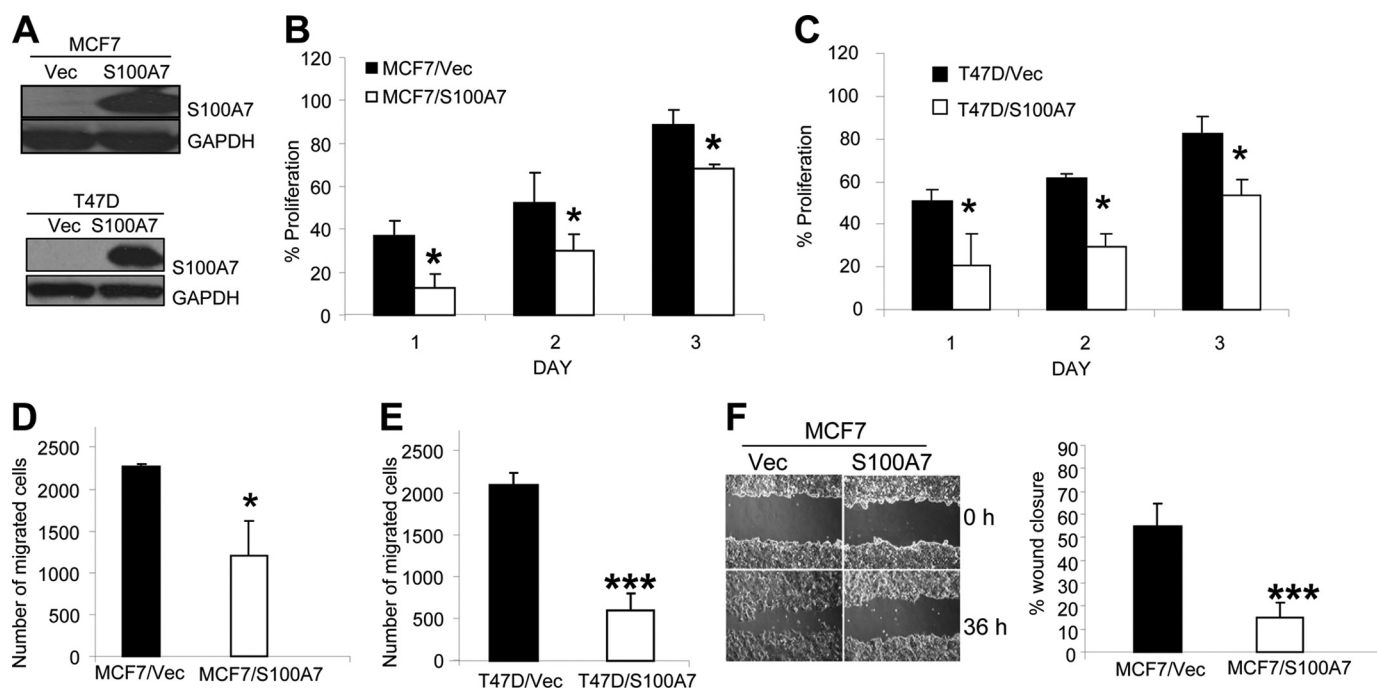 A
MCF7
Vec S100A7
S100A7
GAPDH
T47D
Vec S100A7
S100A7
GAPDH
B
120
100
80
60
40
20
0
% Proliferation
MCF7/Vec
MCF7/S100A7
*
*
*
1 2 3
DAY
C
120
100
80
60
40
20
0
% Proliferation
T47D/Vec
T47D/S100A7
*
*
*
1 2 3
DAY
D
2500
2000
1500
1000
500
0
Number of migrated cells
*
MCF7/Vec MCF7/S100A7
E
2500
2000
1500
1000
500
0
Number of migrated cells
***
T47D/Vec T47D/S100A7
F
MCF7
Vec S100A7
0 h
36 h
90
80
70
60
50
40
30
20
10
0
% wound closure
***
MCF7/Vec MCF7/S100A7